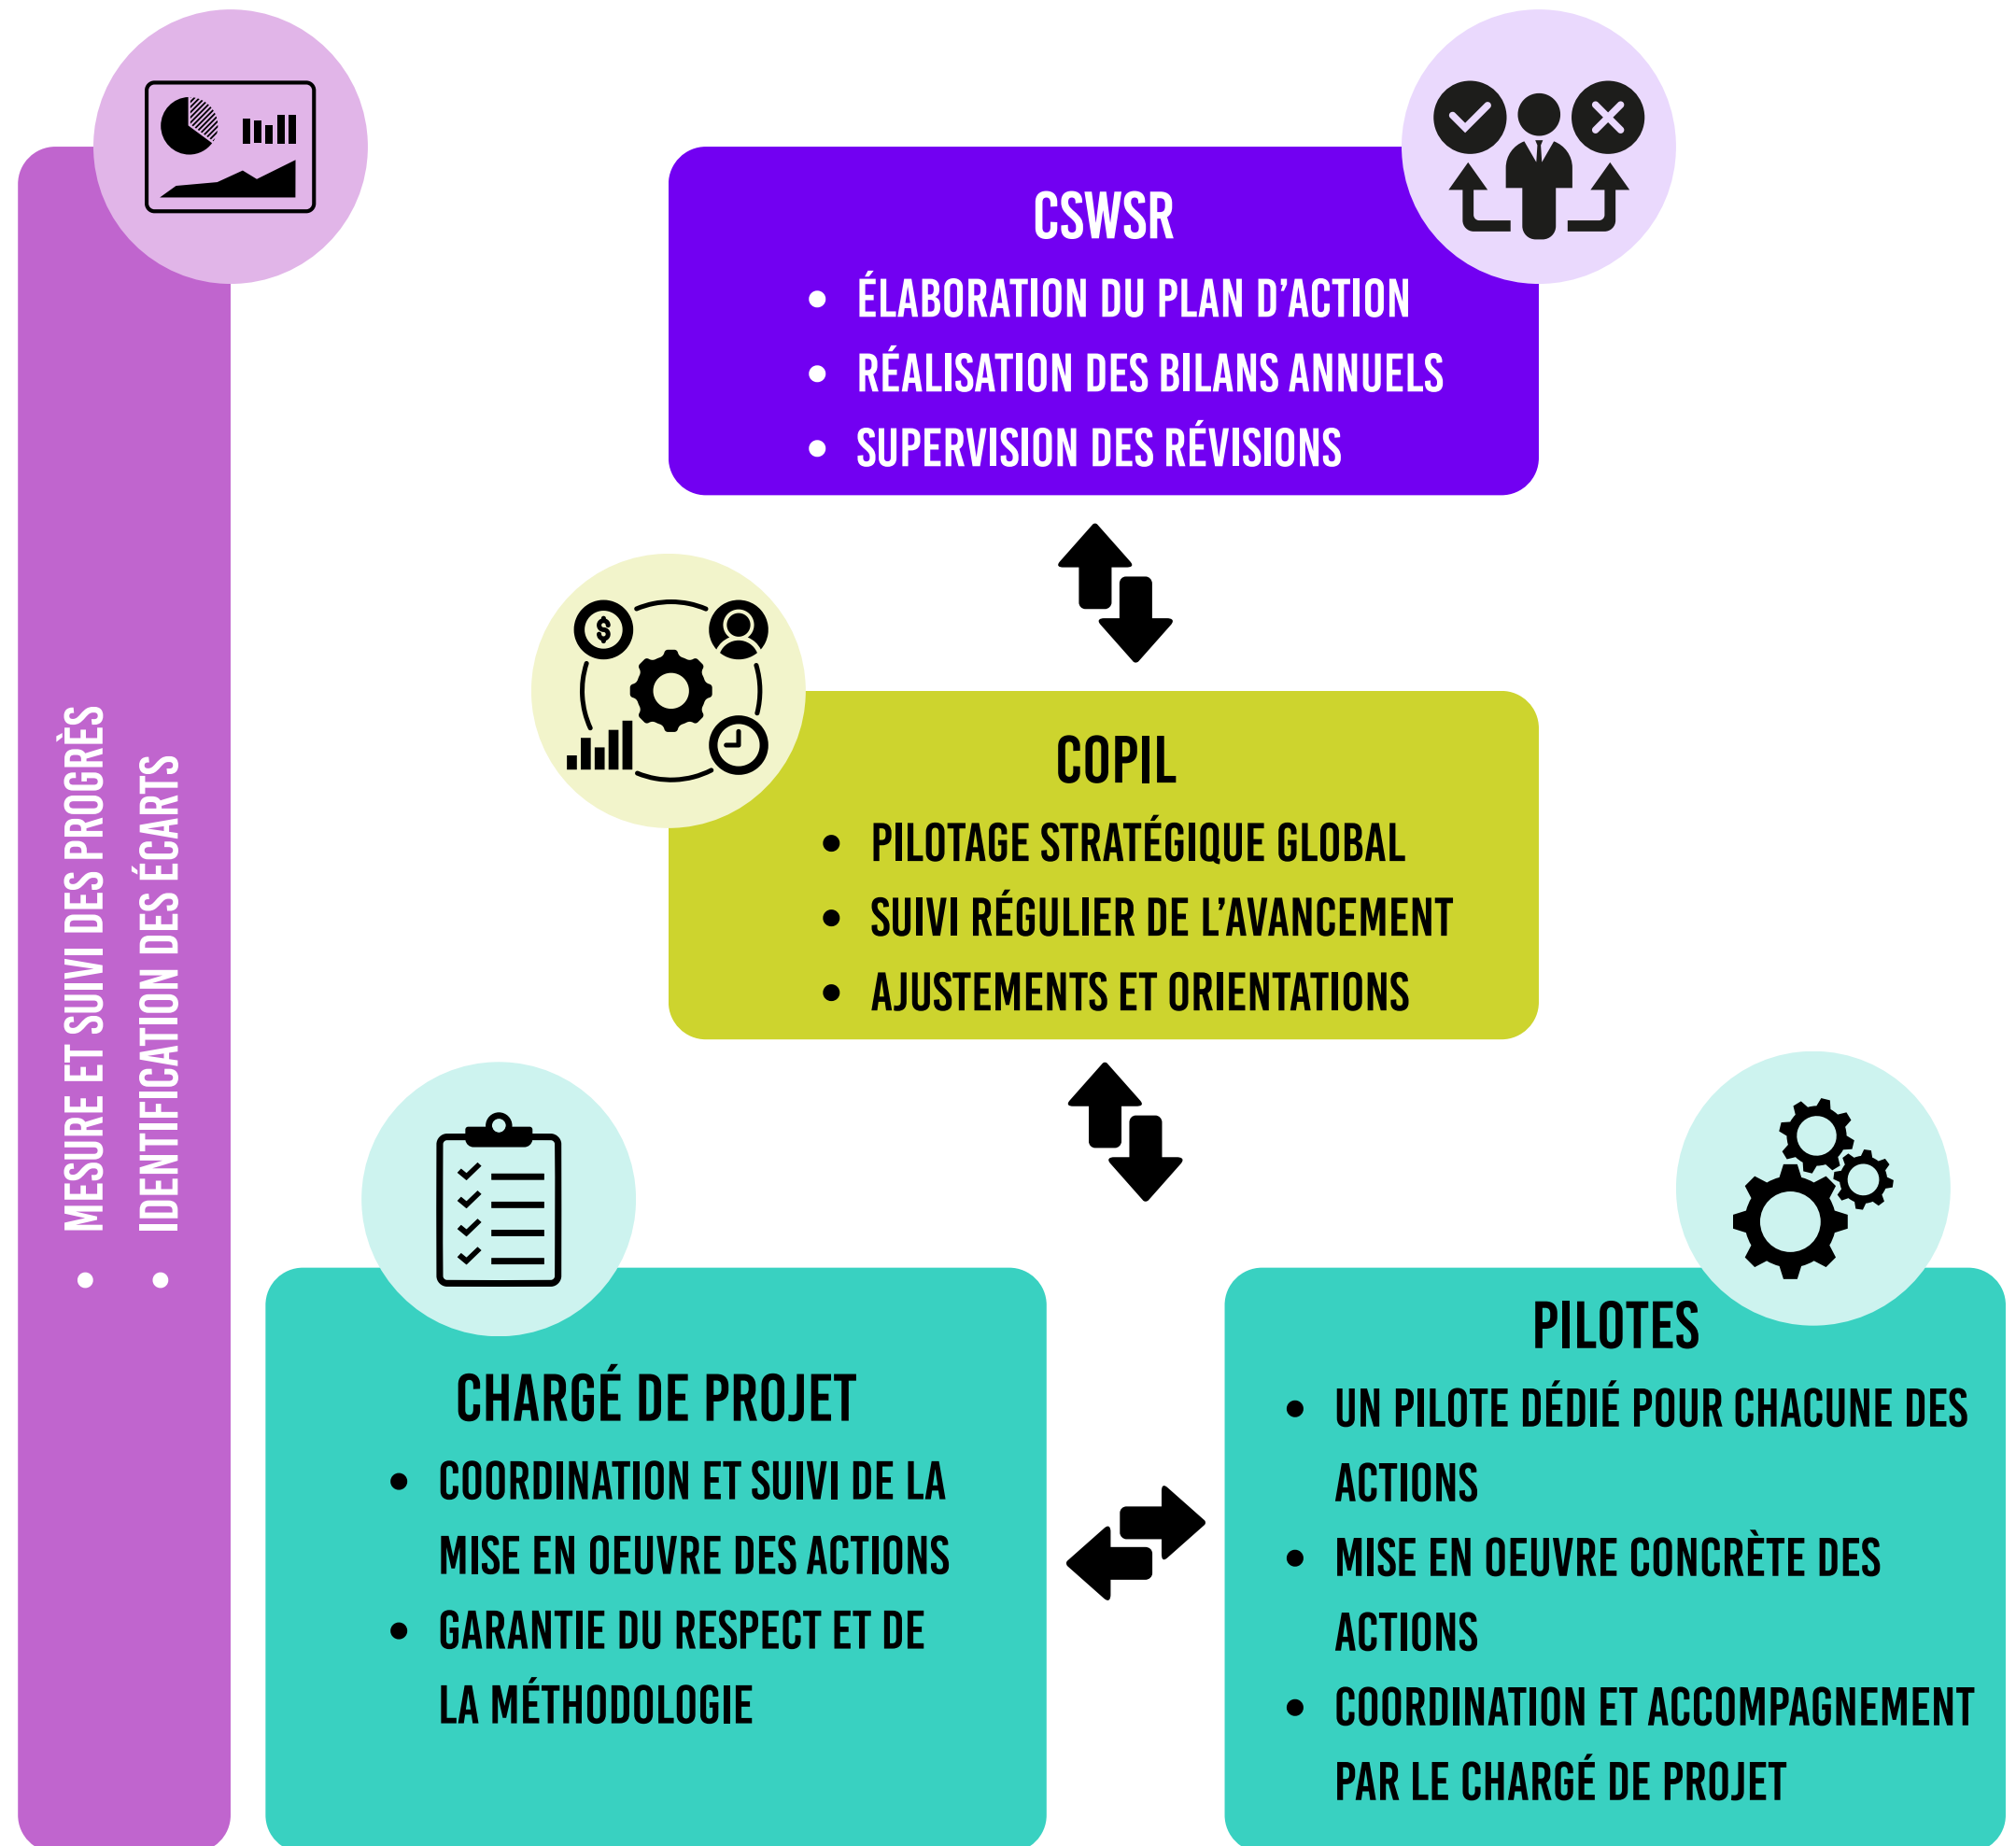 MESURE ET SUIVI DES PROGRÈS
IDENTIFICATION DES ÉCARTS
CSWSR
ÉLABORATION DU PLAN D’ACTION
RÉALISATION DES BILANS ANNUELS
SUPERVISION DES RÉVISIONS
COPIL
PILOTAGE STRATÉGIQUE GLOBAL
SUIVI RÉGULIER DE L’AVANCEMENT
AJUSTEMENTS ET ORIENTATIONS
CHARGÉ DE PROJET
COORDINATION ET SUIVI DE LA
MISE EN OEUVRE DES ACTIONS
GARANTIE DU RESPECT ET DE
LA MÉTHODOLOGIE
PILOTES
UN PILOTE DÉDIÉ POUR CHACUNE DES
ACTIONS
MISE EN OEUVRE CONCRÈTE DES
ACTIONS
COORDINATION ET ACCOMPAGNEMENT
PAR LE CHARGÉ DE PROJET